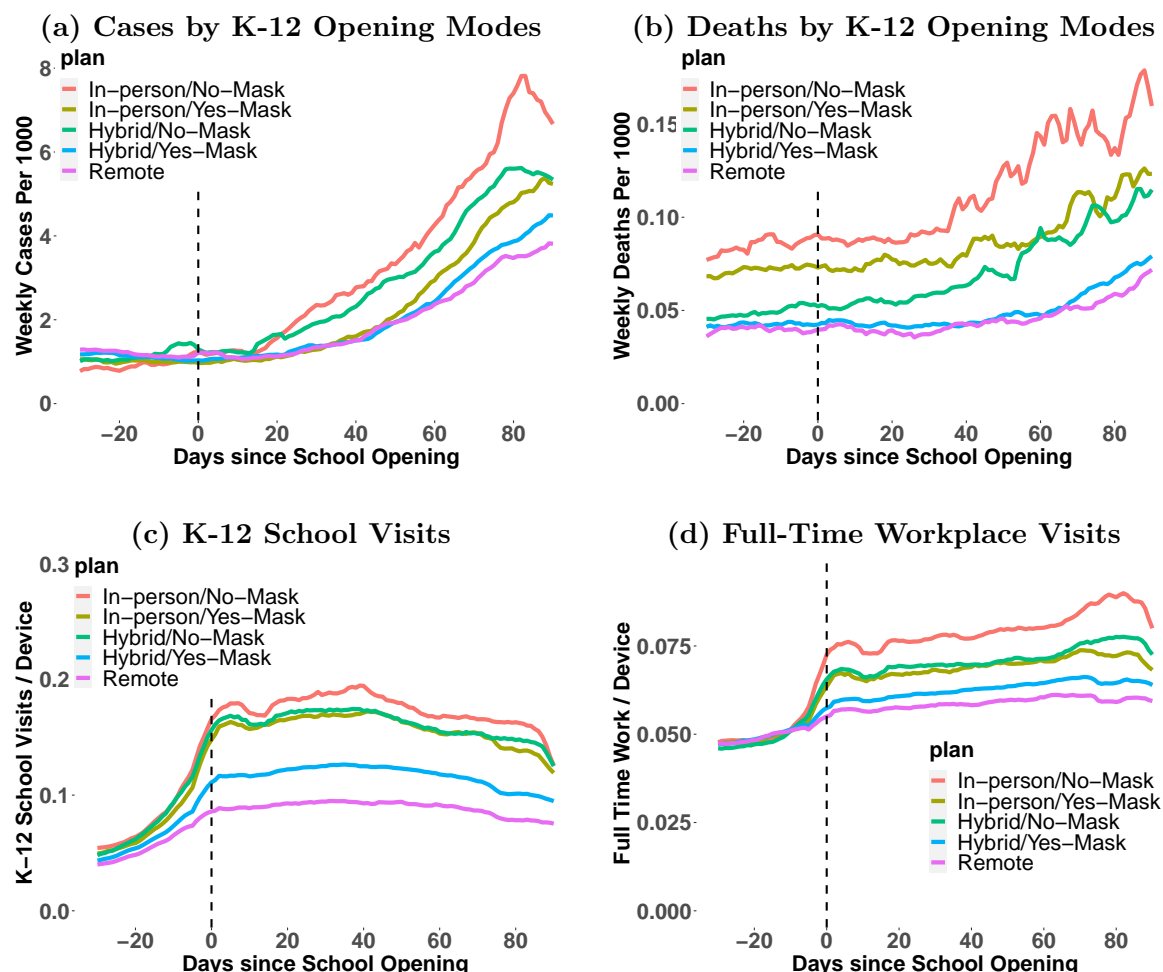 (a) Cases by K-12 Opening Modes
plan
In−person/No−Mask
In−person/Yes−Mask
Hybrid/No−Mask
Hybrid/Yes−Mask
Remote
Weekly Cases Per 1000
8
6
4
2
0
−20 0 20 40 60 80
Days since School Opening
(b) Deaths by K-12 Opening Modes
plan
In−person/No−Mask
In−person/Yes−Mask
Hybrid/No−Mask
Hybrid/Yes−Mask
Remote
Weekly Deaths Per 1000
0.15
0.10
0.05
0.00
−20 0 20 40 60 80
Days since School Opening
(c) K-12 School Visits
plan
In−person/No−Mask
In−person/Yes−Mask
Hybrid/No−Mask
Hybrid/Yes−Mask
Remote
K−12 School Visits / Device
0.3
0.2
0.1
0.0
−20 0 20 40 60 80
Days since School Opening
(d) Full-Time Workplace Visits
Full Time Work / Device
0.075
0.050
0.025
0.000
plan
In−person/No−Mask
In−person/Yes−Mask
Hybrid/No−Mask
Hybrid/Yes−Mask
Remote
−20 0 20 40 60 80
Days since School Opening